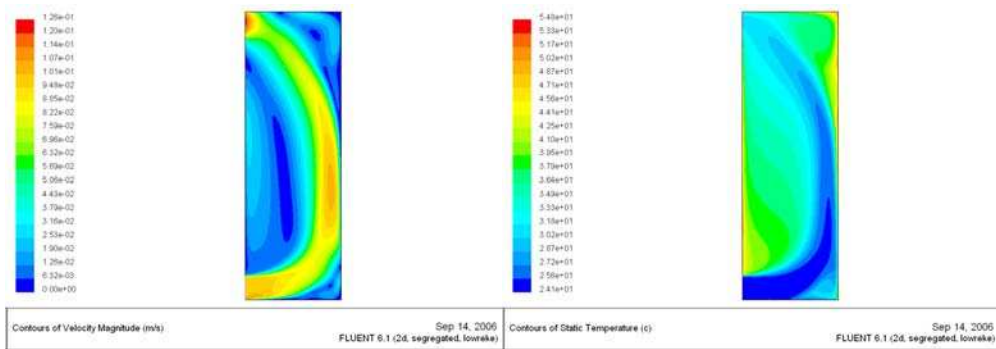 1.26e-01
1.20e-01
1.14e-01
1.07e-01
1.01e-01
9.48e-02
8.85e-02
8.22e-02
7.59e-02
6.96e-02
6.32e-02
5.69e-02
5.06e-02
4.43e-02
3.79e-02
3.16e-02
2.53e-02
1.90e-02
1.26e-02
6.32e-03
0.00e+00
Contours of Velocity Magnitude (m/s)
Sep 14, 2006
FLUENT 6.1 (2d, segregated, lowreke)
5.48e+01
5.33e+01
5.17e+01
5.02e+01
4.87e+01
4.71e+01
4.56e+01
4.41e+01
4.25e+01
4.10e+01
3.95e+01
3.79e+01
3.64e+01
3.49e+01
3.33e+01
3.18e+01
3.02e+01
2.87e+01
2.72e+01
2.56e+01
2.41e+01
Contours of Static Temperature (c)
Sep 14, 2006
FLUENT 6.1 (2d, segregated, lowreke)